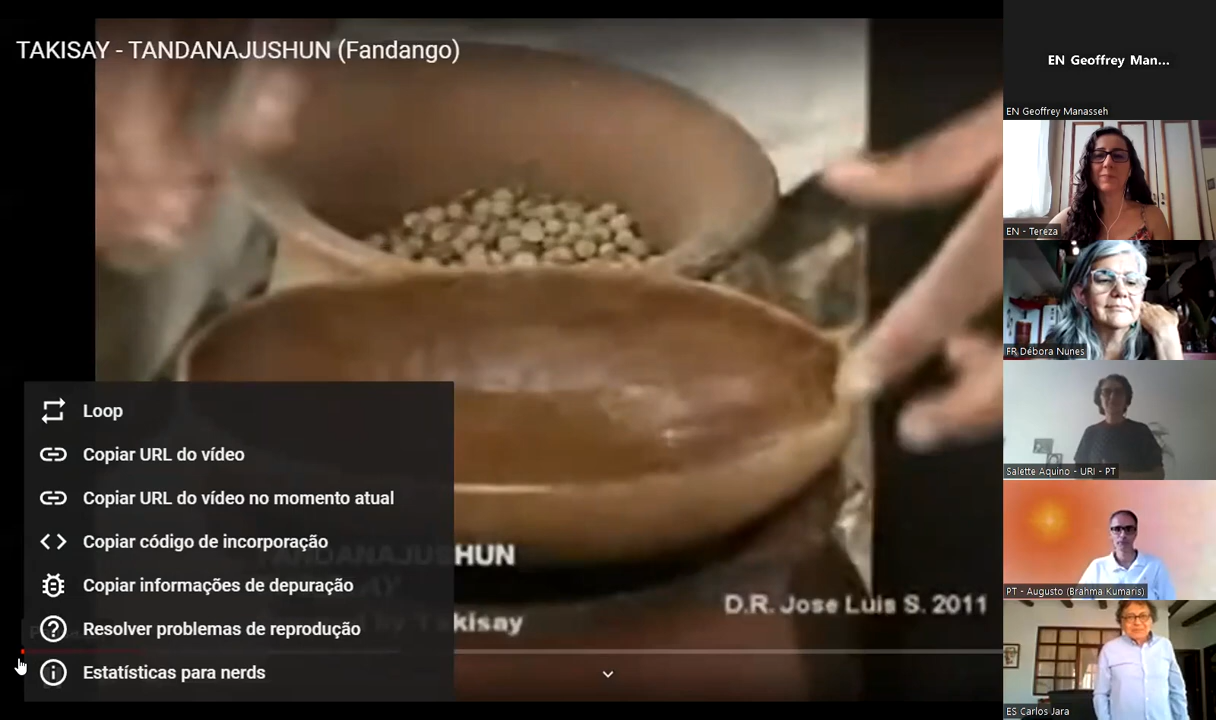 TAKISAY - TANDANAJUSHUN (Fandango)
Loop
Copiar URL do vídeo
Copiar URL do vídeo no momento atual
Copiar código de incorporação
Copiar informações de depuração
Resolver problemas de reprodução
Estatísticas para nerds
TANDANAJUSHUN
Takisay
D.R. Jose Luis S. 2011
EN Geoffrey Man...
EN Geoffrey Manasseh
EN - Tereza
FR Débora Nunes
Salette Aquino - URI - PT
PT - Augusto (Brahma Kumaris)
ES Carlos Jara